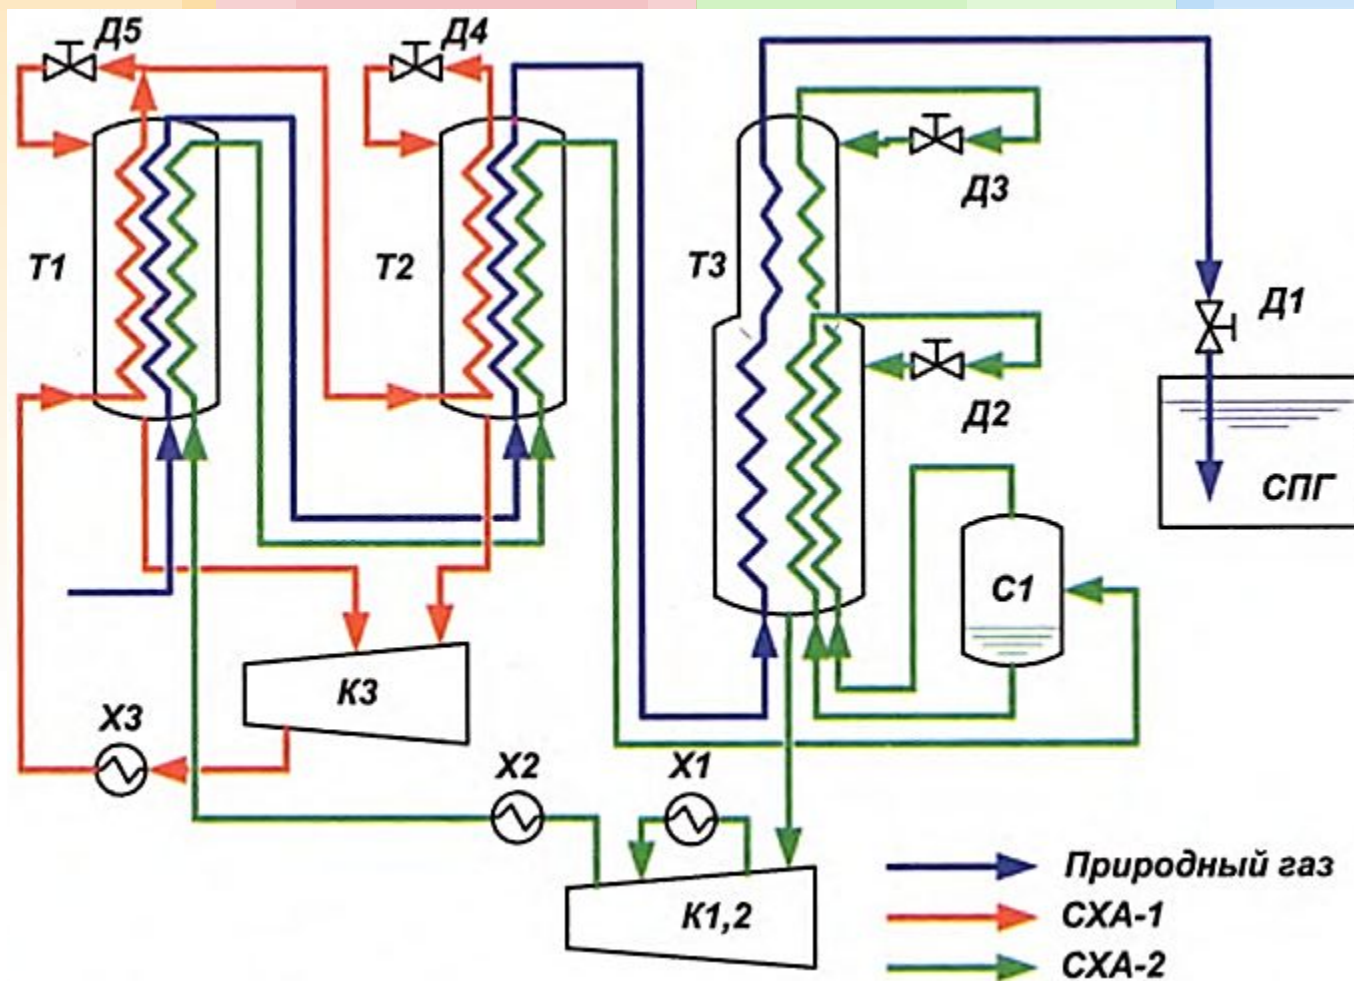 Д5
Д4
Д3
Т1
Т2
Т3
Д1
Д2
СПГ
С1
К3
Х3
Х2
Х1
К1,2
Природный газ
СХА-1
СХА-2